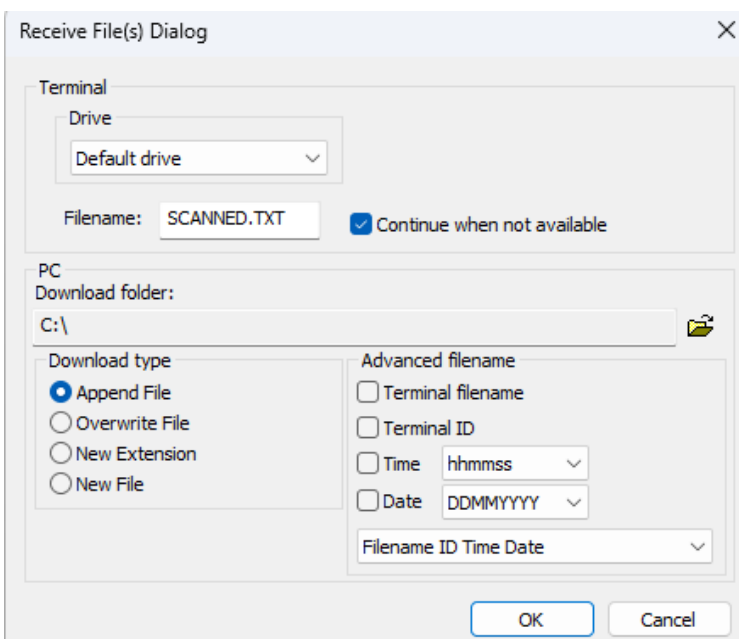 Receive File(s) Dialog
Terminal
Drive
Default drive
Filename: SCANNED.TXT Continue when not available
PC
Download folder:
C:\
Download type
Append File
Overwrite File
New Extension
New File
Advanced filename
Terminal filename
Terminal ID
Time hhmmss
Date DDMMYYYY
Filename ID Time Date
OK Cancel